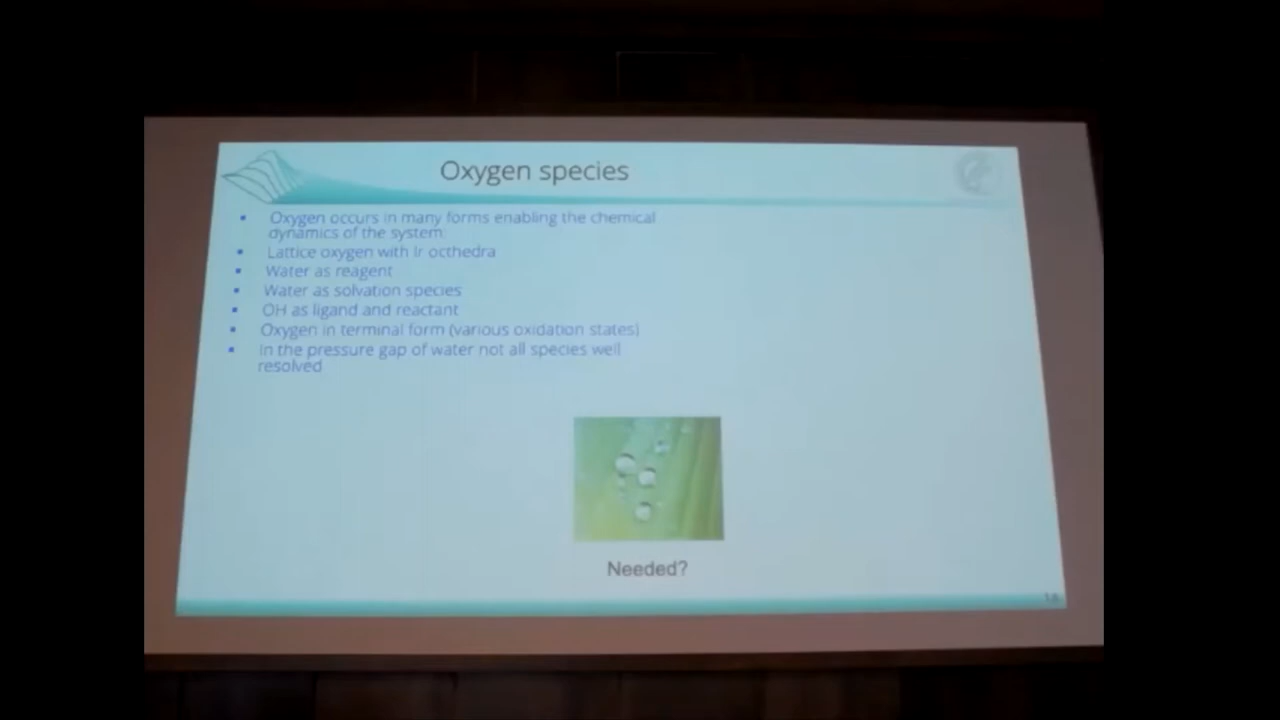 Oxygen species
Oxygen occurs in many forms enabling the chemical
dynamics of the system:
Lattice oxygen with Ir octhedra
Water as reagent
Water as solvation species
OH as ligand and reactant
Oxygen in terminal form (various oxidation states)
In the pressure gap of water not all species well
resolved
Needed?